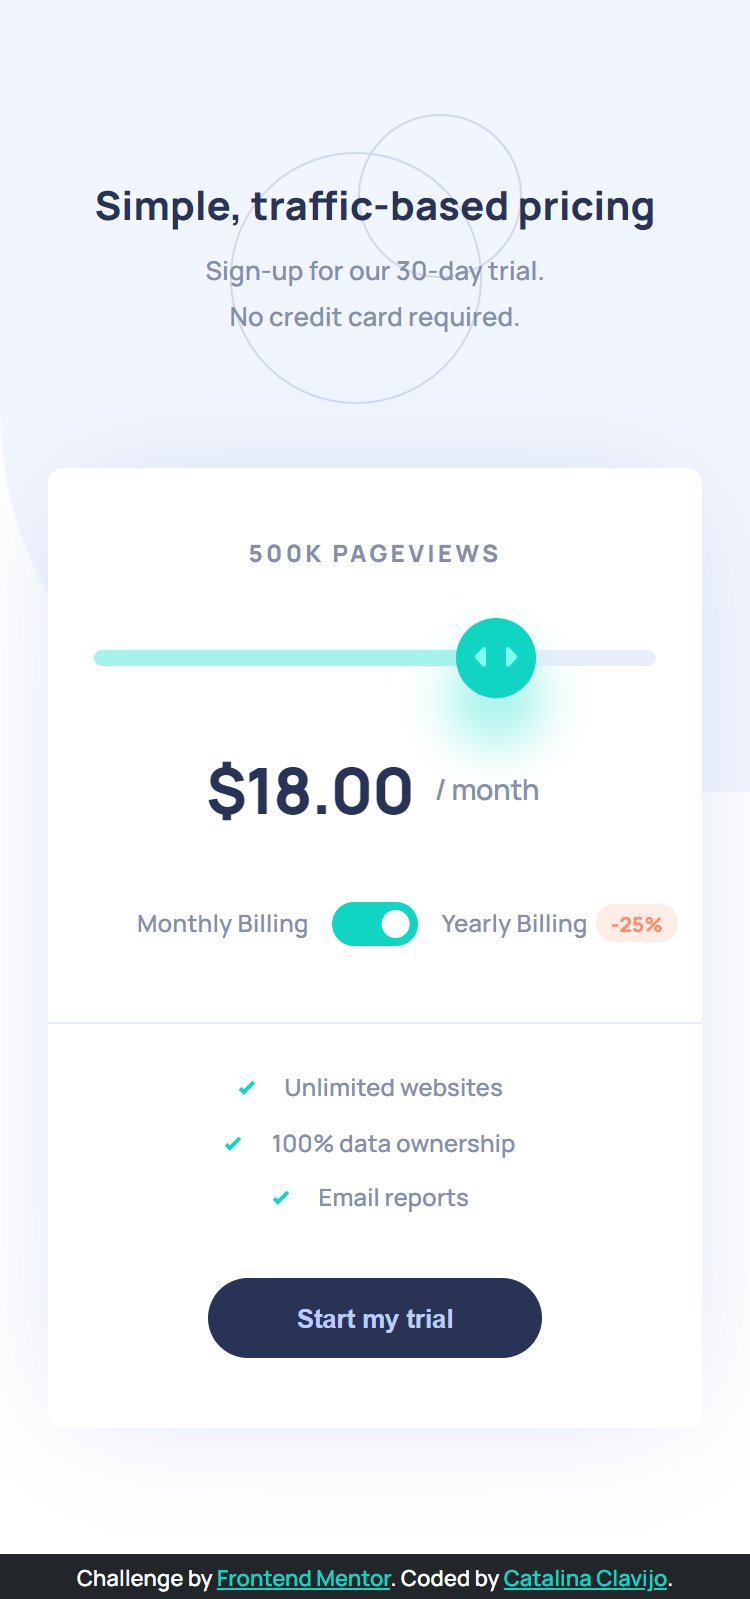 Simple, traffic-based pricing
Sign-up for our 30-day trial.
No credit card required.
500K PAGEVIEWS
$18.00 / month
Monthly Billing Yearly Billing -25%
Unlimited websites
100% data ownership
Email reports
Start my trial
Challenge by Frontend Mentor. Coded by Catalina Clavijo.